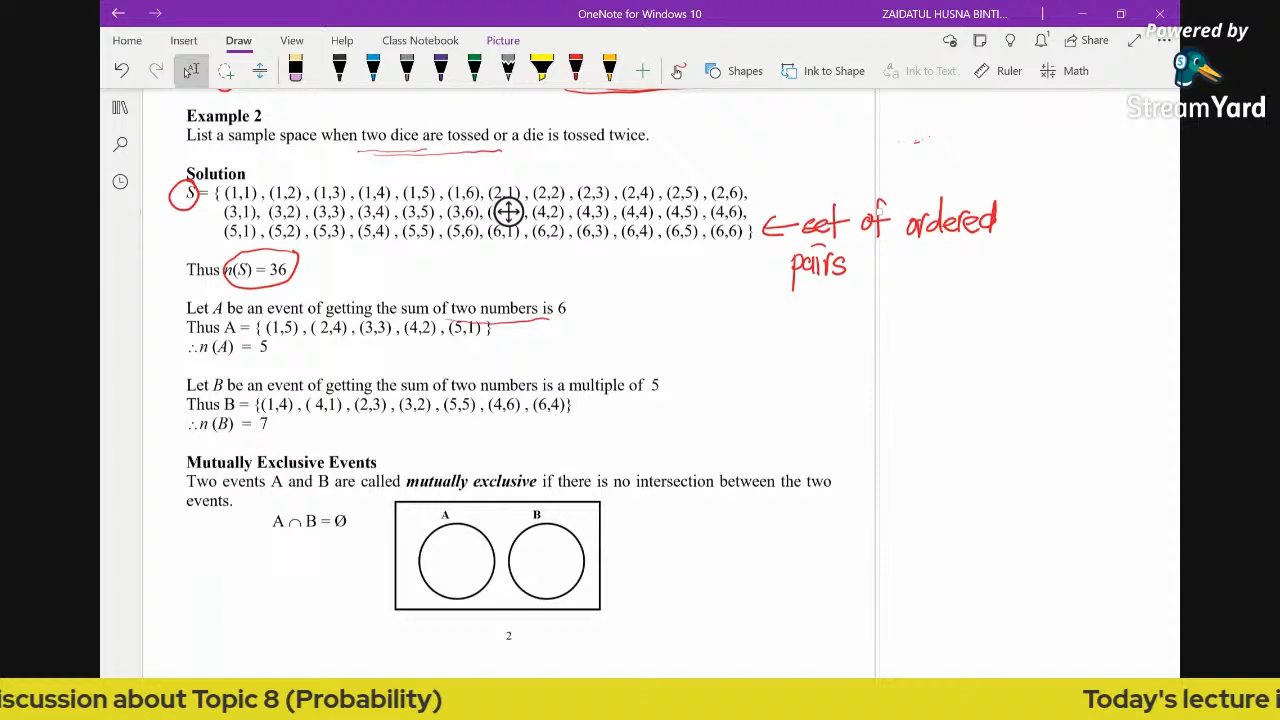 OneNote for Windows 10
ZAIDATUL HUSNA BINTI...
Powered by
StreamYard
Home Insert Draw View Help Class Notebook Picture
Share
Shapes Ink to Shape Ink to Text Ruler Math
Example 2
List a sample space when two dice are tossed or a die is tossed twice.
Solution
S = { (1,1) , (1,2) , (1,3) , (1,4) , (1,5) , (1,6), (2,1) , (2,2) , (2,3) , (2,4) , (2,5) , (2,6),
(3,1), (3,2) , (3,3) , (3,4) , (3,5) , (3,6), ( , (4,2) , (4,3) , (4,4) , (4,5) , (4,6),
(5,1) , (5,2) , (5,3) , (5,4) , (5,5) , (5,6), (6,1) , (6,2) , (6,3) , (6,4) , (6,5) , (6,6) }
← set of ordered
pairs
Thus n(S) = 36
Let A be an event of getting the sum of two numbers is 6
Thus A = { (1,5) , ( 2,4) , (3,3) , (4,2) , (5,1) }
∴n (A) = 5
Let B be an event of getting the sum of two numbers is a multiple of 5
Thus B = {(1,4) , ( 4,1) , (2,3) , (3,2) , (5,5) , (4,6) , (6,4)}
∴n (B) = 7
Mutually Exclusive Events
Two events A and B are called mutually exclusive if there is no intersection between the two
events.
A ∩ B = Ø
A B
2
iscussion about Topic 8 (Probability) Today's lecture i